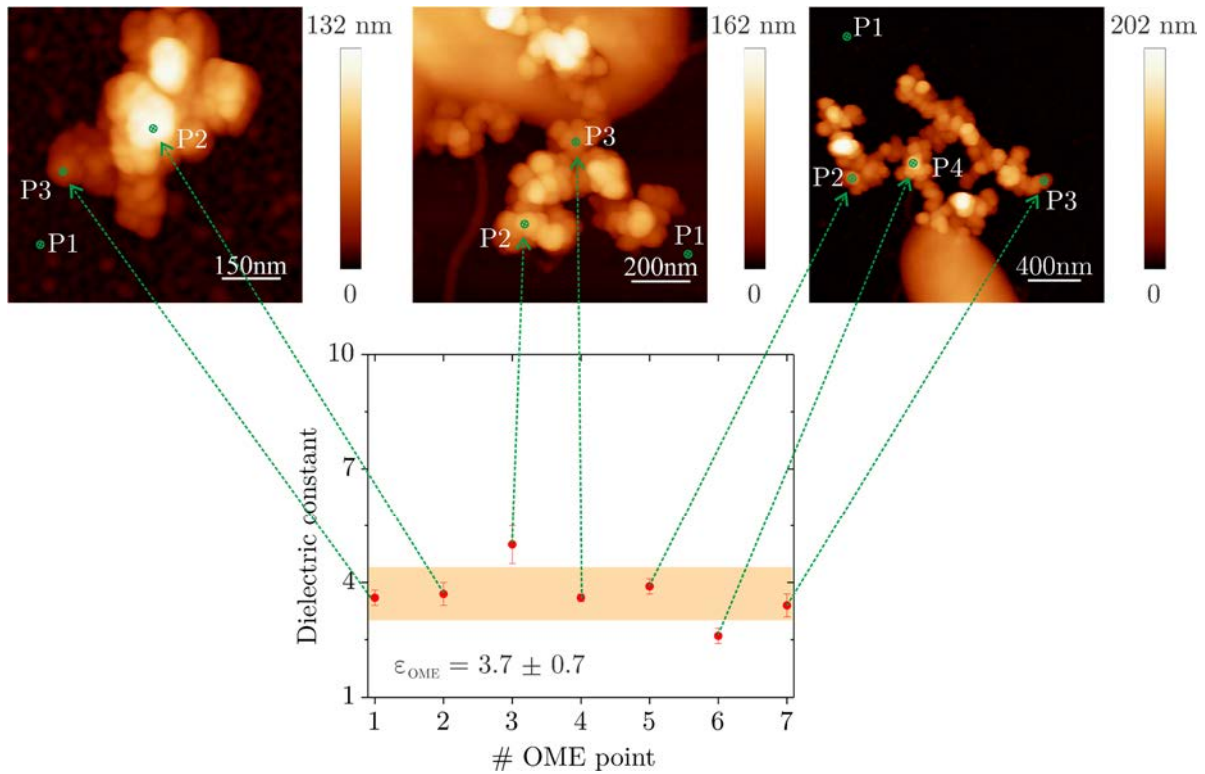 132 nm
P2
P3
P1
150nm
0
162 nm
P3
P2
P1
200nm
0
202 nm
P1
P2
P4
P3
400nm
0
Dielectric constant
10
7
4
1
ε_OME = 3.7 ± 0.7
1 2 3 4 5 6 7
# OME point